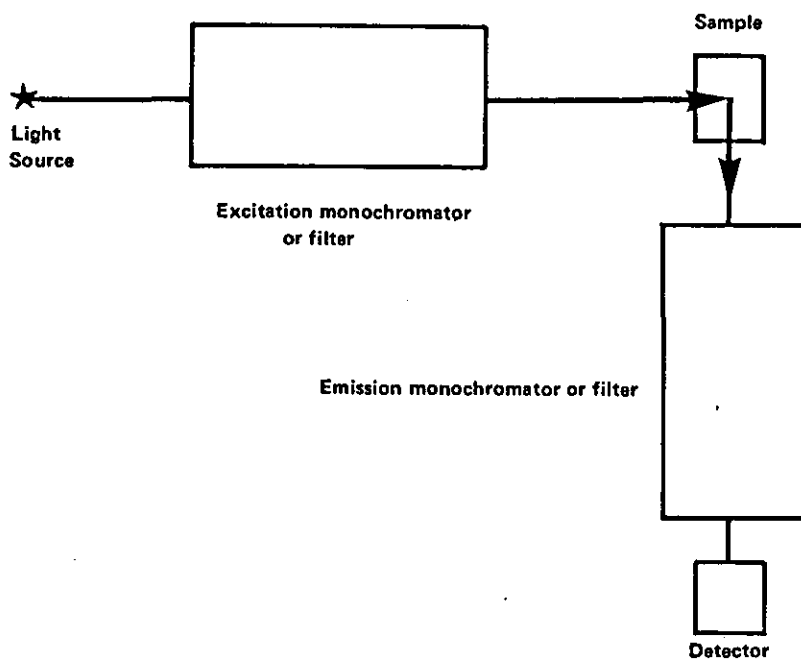 Sample
Light
Source
Excitation monochromator
or filter
Emission monochromator or filter
Detector